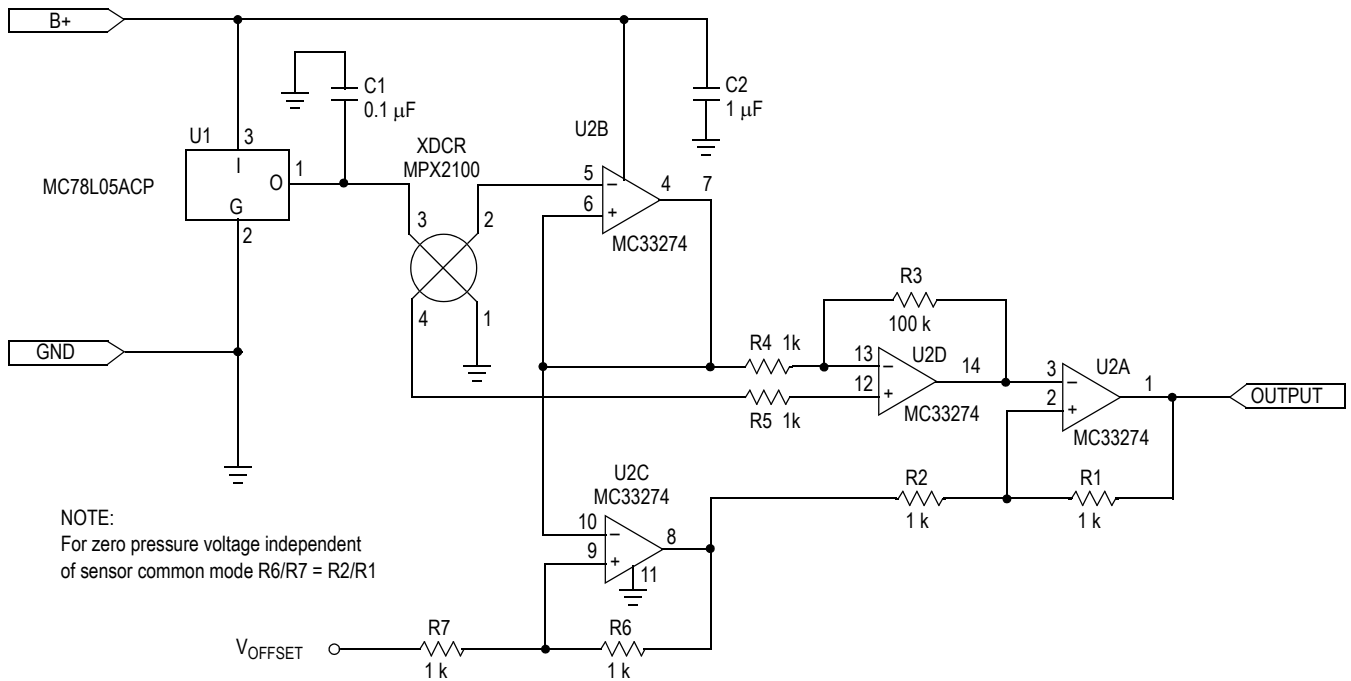 B+
C1
0.1 μF
C2
1 μF
U2B
U1
3
I
O
1
G
2
MC78L05ACP
XDCR
MPX2100
3
2
4
1
5
−
6
+
4
7
MC33274
GND
R3
100 k
R4 1k
R5 1k
13
−
12
+
U2D
14
MC33274
3
−
2
+
U2A
1
MC33274
OUTPUT
R2
1 k
R1
1 k
U2C
MC33274
10
−
9
+
8
11
NOTE:
For zero pressure voltage independent
of sensor common mode R6/R7 = R2/R1
VOFFSET
R7
1 k
R6
1 k